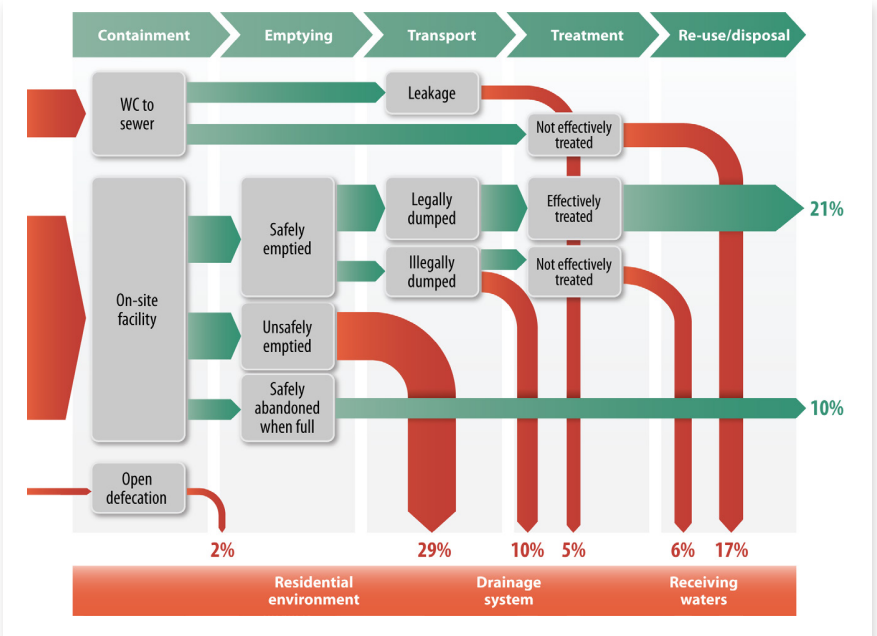 Containment
Emptying
Transport
Treatment
Re-use/disposal
WC to
sewer
Leakage
Not effectively
treated
On-site
facility
Safely
emptied
Legally
dumped
Effectively
treated
21%
Illegally
dumped
Not effectively
treated
Unsafely
emptied
Safely
abandoned
when full
10%
Open
defecation
2%
29%
10%
5%
6%
17%
Residential
environment
Drainage
system
Receiving
waters